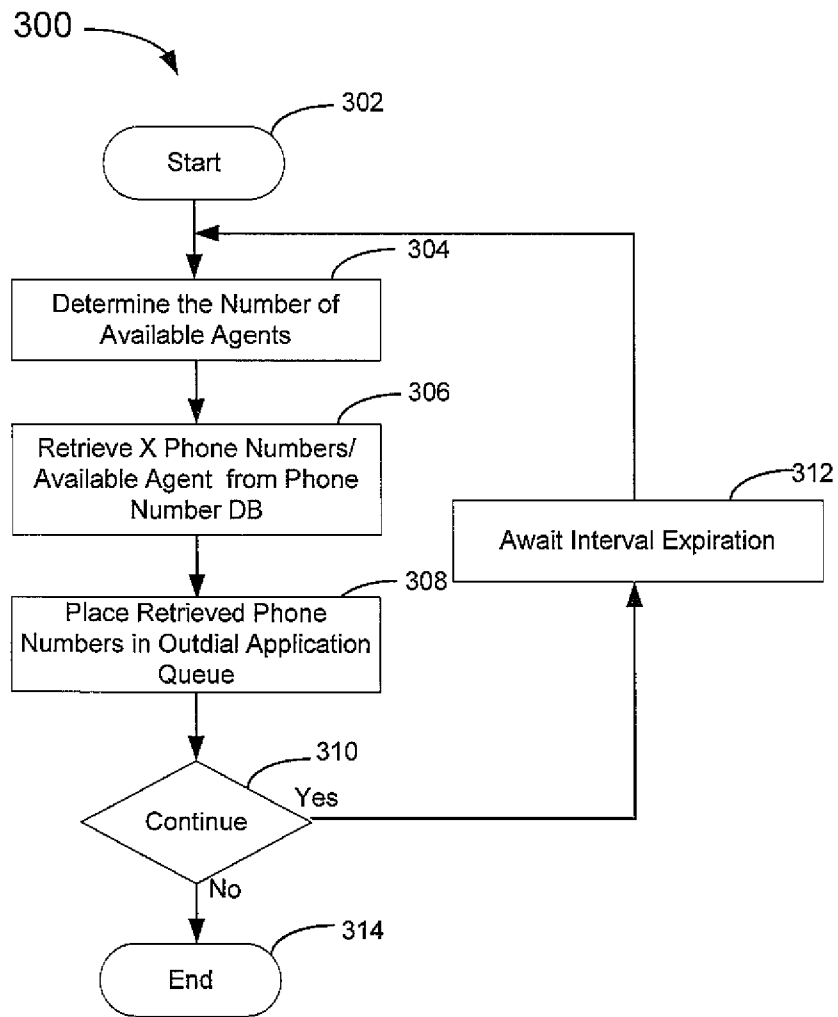 300
302
Start
304
Determine the Number of
Available Agents
306
Retrieve X Phone Numbers/
Available Agent from Phone
Number DB
312
Await Interval Expiration
308
Place Retrieved Phone
Numbers in Outdial Application
Queue
310
Yes
Continue
No
314
End